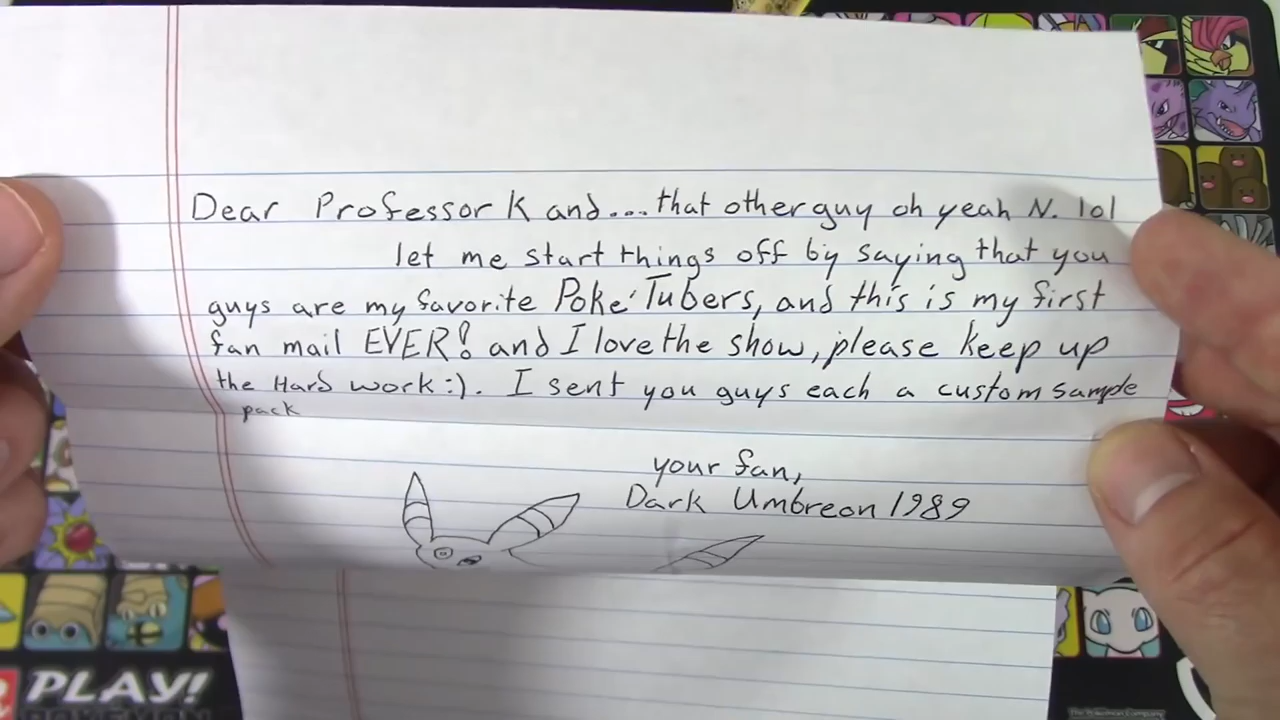 Dear Professor K and...that other guy oh yeah N. lol
let me start things off by saying that you
guys are my favorite Poké'Tubers, and this is my first
fan mail EVER! and I love the show, please keep up
the Hard work:). I sent you guys each a custom sample
pack
your fan,
Dark Umbreon 1989
PLAY!
POKÉMON